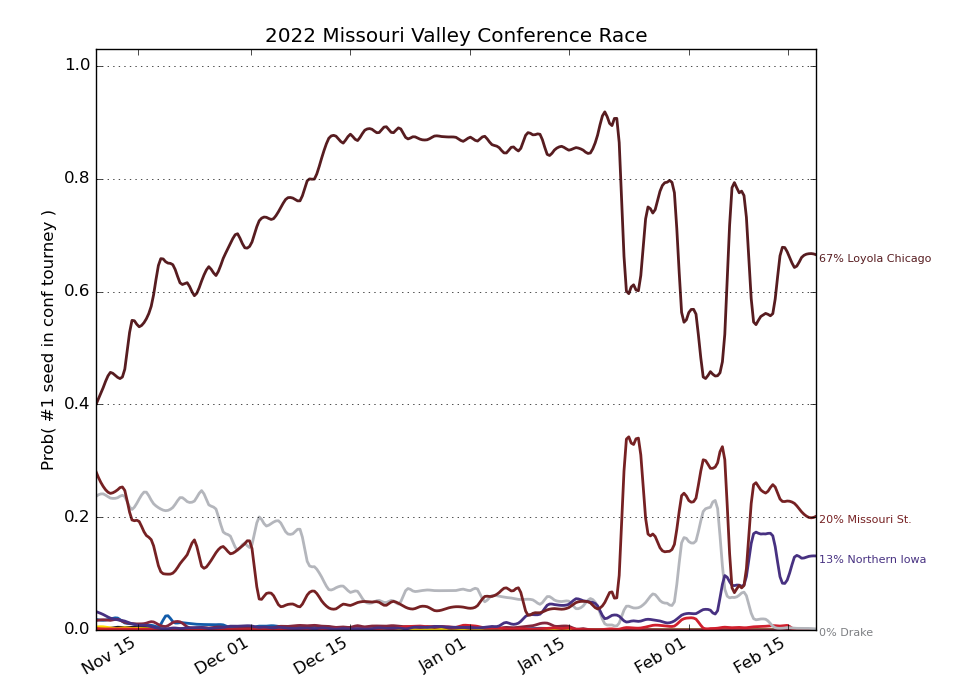 2022 Missouri Valley Conference Race
Prob( #1 seed in conf tourney )
1.0
0.8
0.6
0.4
0.2
0.0
67% Loyola Chicago
20% Missouri St.
13% Northern Iowa
0% Drake
Nov 15
Dec 01
Dec 15
Jan 01
Jan 15
Feb 01
Feb 15